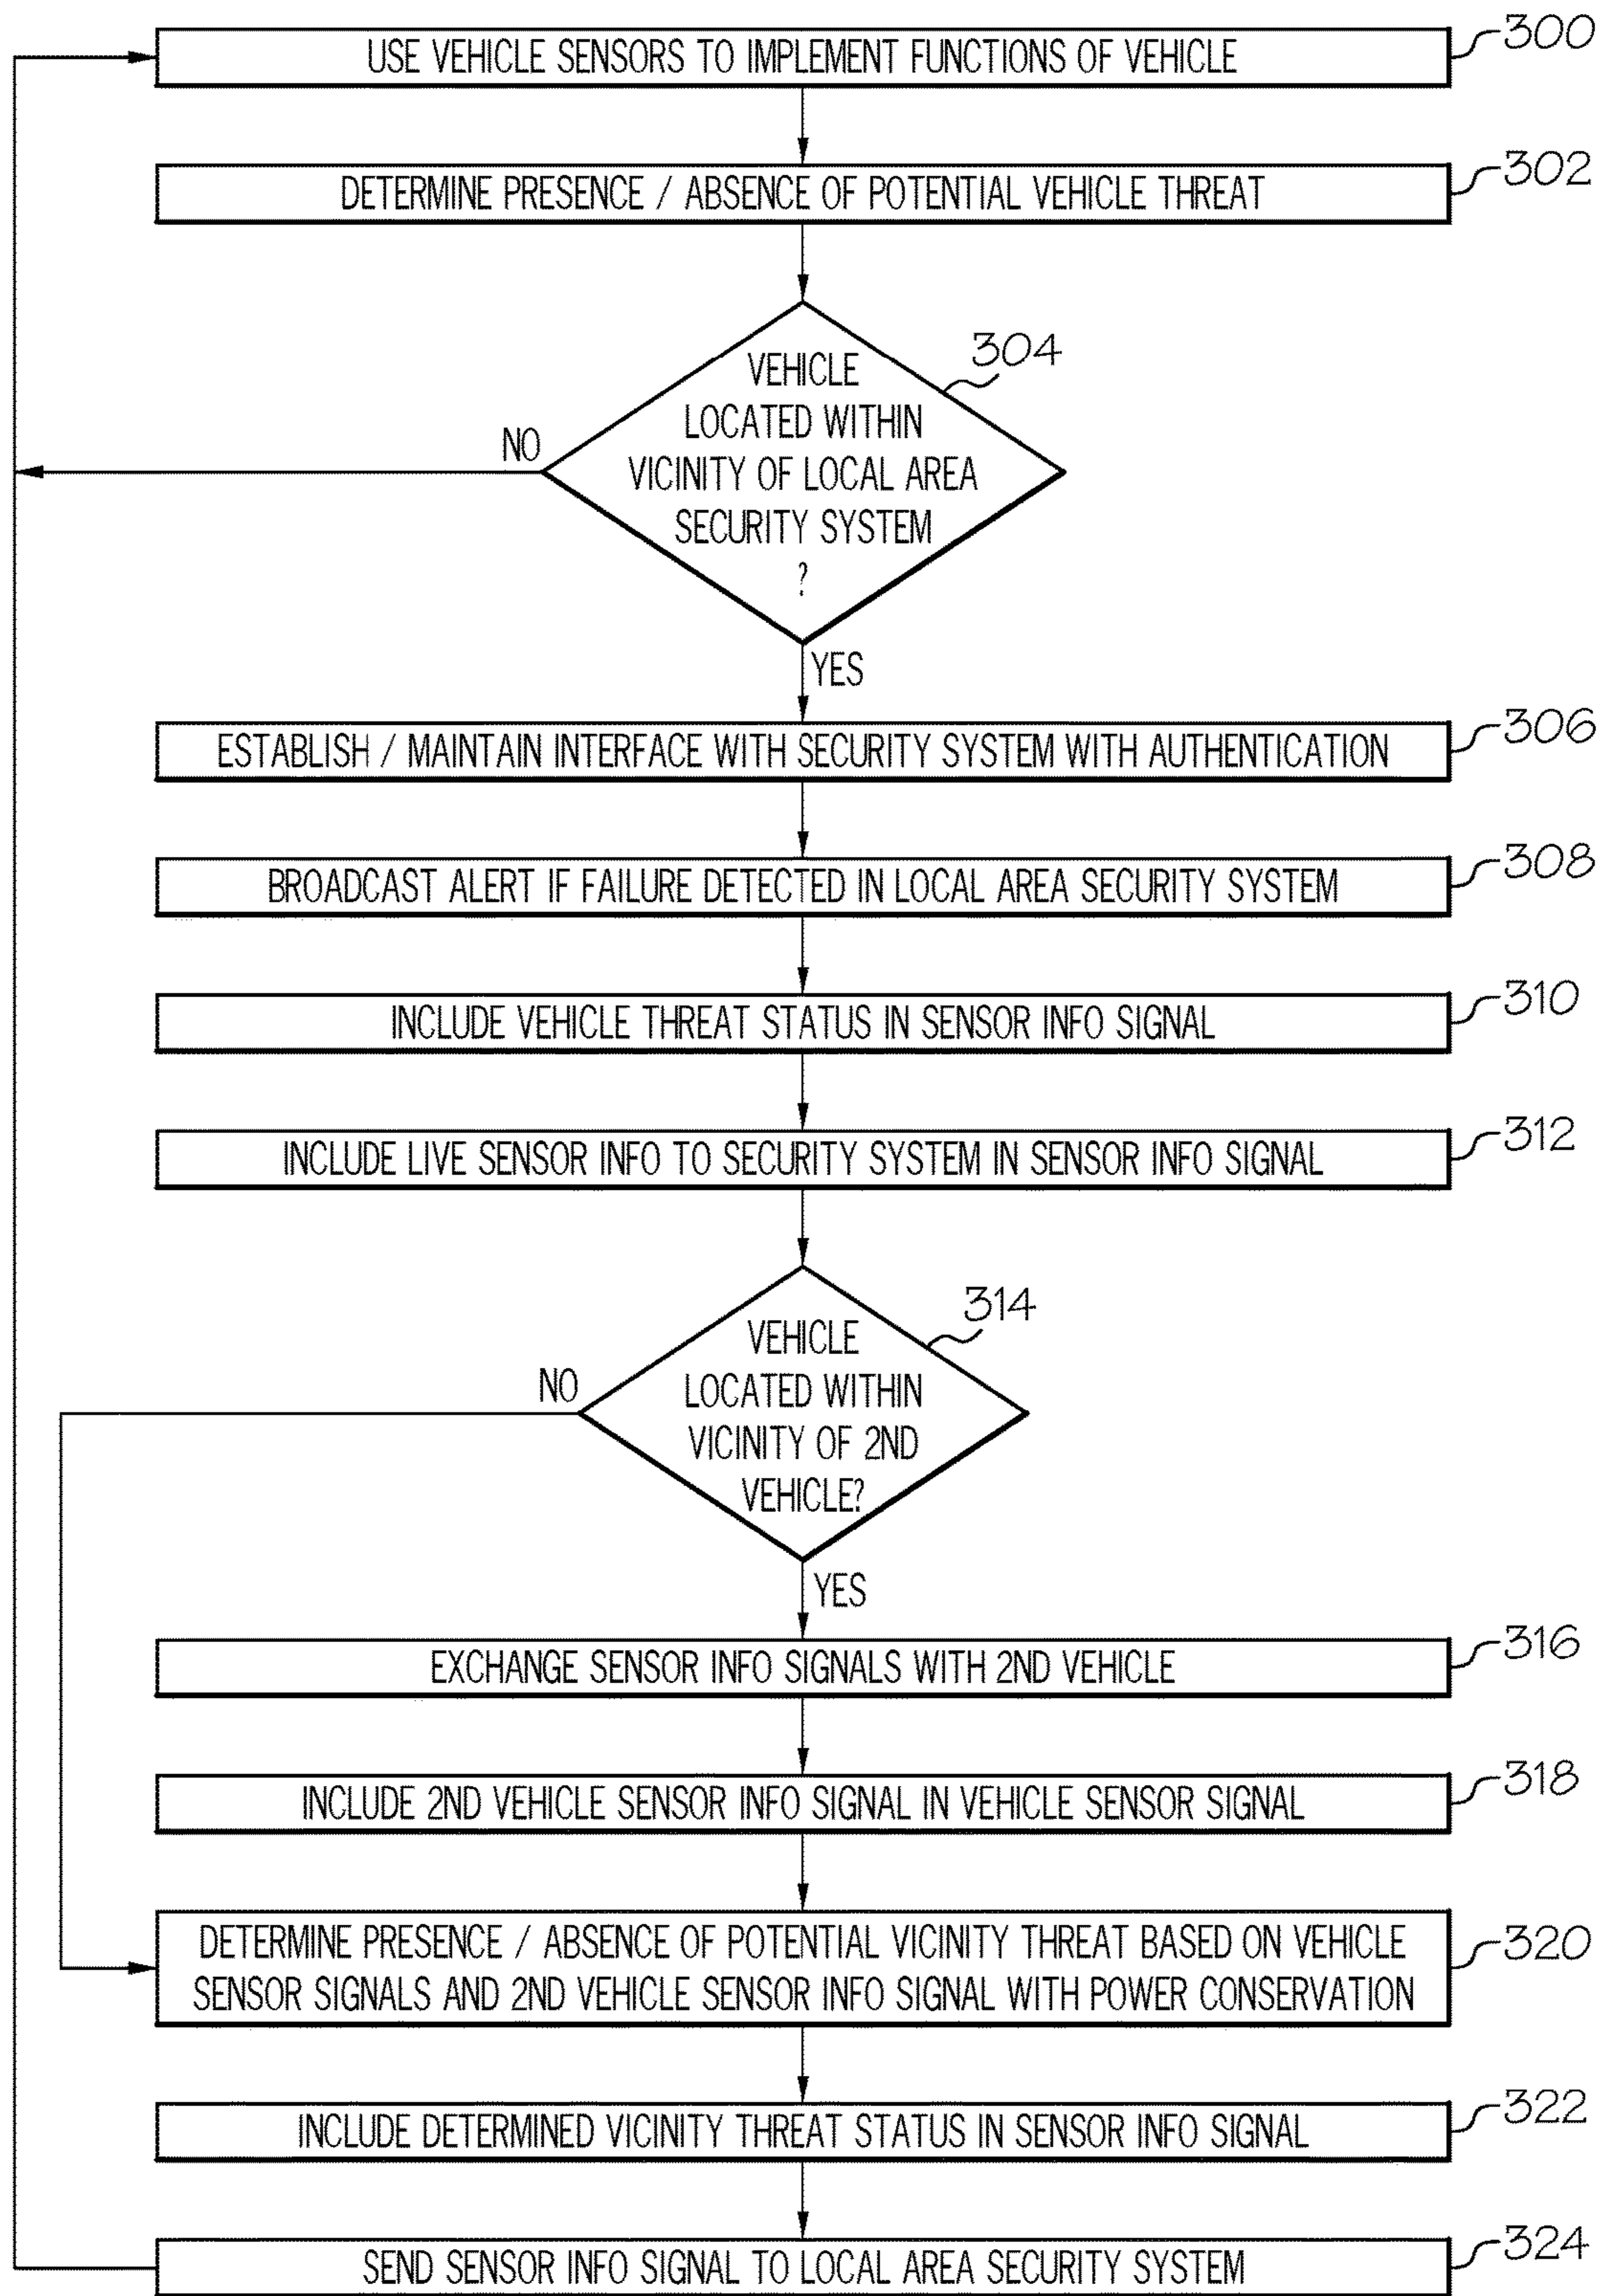 USE VEHICLE SENSORS TO IMPLEMENT FUNCTIONS OF VEHICLE
300
DETERMINE PRESENCE / ABSENCE OF POTENTIAL VEHICLE THREAT
302
304
VEHICLE
LOCATED WITHIN
VICINITY OF LOCAL AREA
SECURITY SYSTEM
?
NO
YES
ESTABLISH / MAINTAIN INTERFACE WITH SECURITY SYSTEM WITH AUTHENTICATION
306
BROADCAST ALERT IF FAILURE DETECTED IN LOCAL AREA SECURITY SYSTEM
308
INCLUDE VEHICLE THREAT STATUS IN SENSOR INFO SIGNAL
310
INCLUDE LIVE SENSOR INFO TO SECURITY SYSTEM IN SENSOR INFO SIGNAL
312
314
VEHICLE
LOCATED WITHIN
VICINITY OF 2ND
VEHICLE?
NO
YES
EXCHANGE SENSOR INFO SIGNALS WITH 2ND VEHICLE
316
INCLUDE 2ND VEHICLE SENSOR INFO SIGNAL IN VEHICLE SENSOR SIGNAL
318
DETERMINE PRESENCE / ABSENCE OF POTENTIAL VICINITY THREAT BASED ON VEHICLE
SENSOR SIGNALS AND 2ND VEHICLE SENSOR INFO SIGNAL WITH POWER CONSERVATION
320
INCLUDE DETERMINED VICINITY THREAT STATUS IN SENSOR INFO SIGNAL
322
SEND SENSOR INFO SIGNAL TO LOCAL AREA SECURITY SYSTEM
324